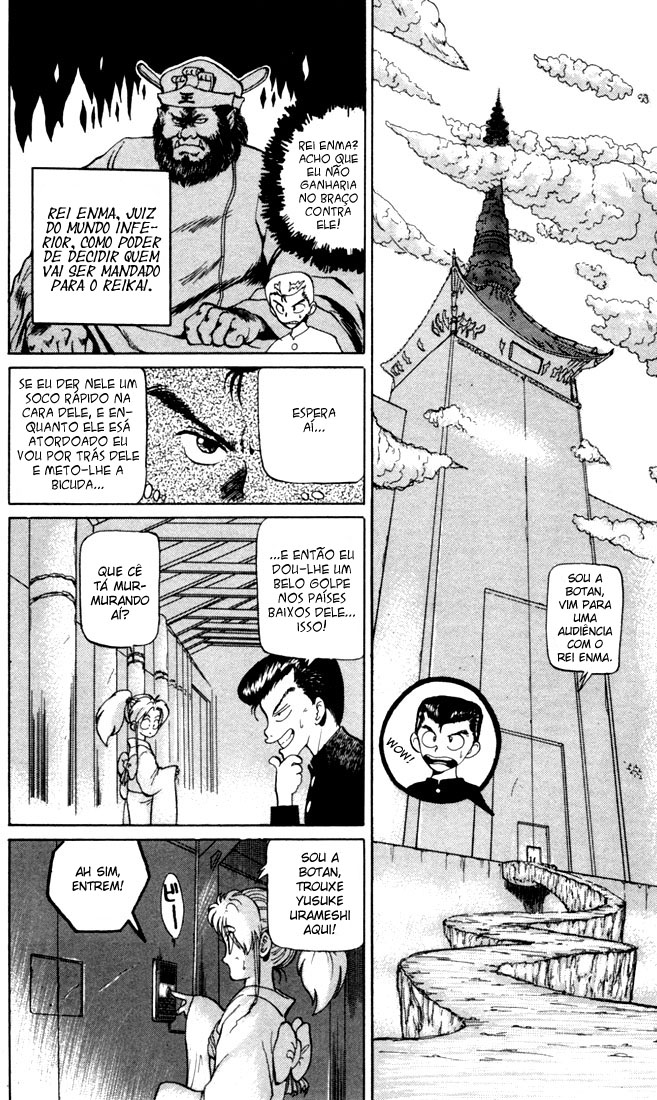 SOU A
BOTAN,
VIM PARA
UMA
AUDIÊNCIA
COM O
REI ENMA.
WOW!
REI ENMA?
ACHO QUE
EU NÃO
GANHARIA
NO BRAÇO
CONTRA
ELE!
王
REI ENMA, JUIZ
DO MUNDO INFE-
RIOR, COMO PODER
DE DECIDIR QUEM
VAI SER MANDADO
PARA O REIKAI.
ESPERA
AÍ...
SE EU DER NELE UM
SOCO RÁPIDO NA
CARA DELE, E EN-
QUANTO ELE ESÁ
ATORDOADO EU
VOU POR TRÁS DELE
E METO-LHE A
BICUDA...
...E ENTÃO EU
DOU-LHE UM
BELO GOLPE
NOS PAÍSES
BAIXOS DELE...
ISSO!
QUE CÊ
TÁ MUR-
MURANDO
AÍ?
SOU A
BOTAN,
TROUXE
YUSUKE
URAMESHI
AQUI!
ビー
AH SIM,
ENTREM!